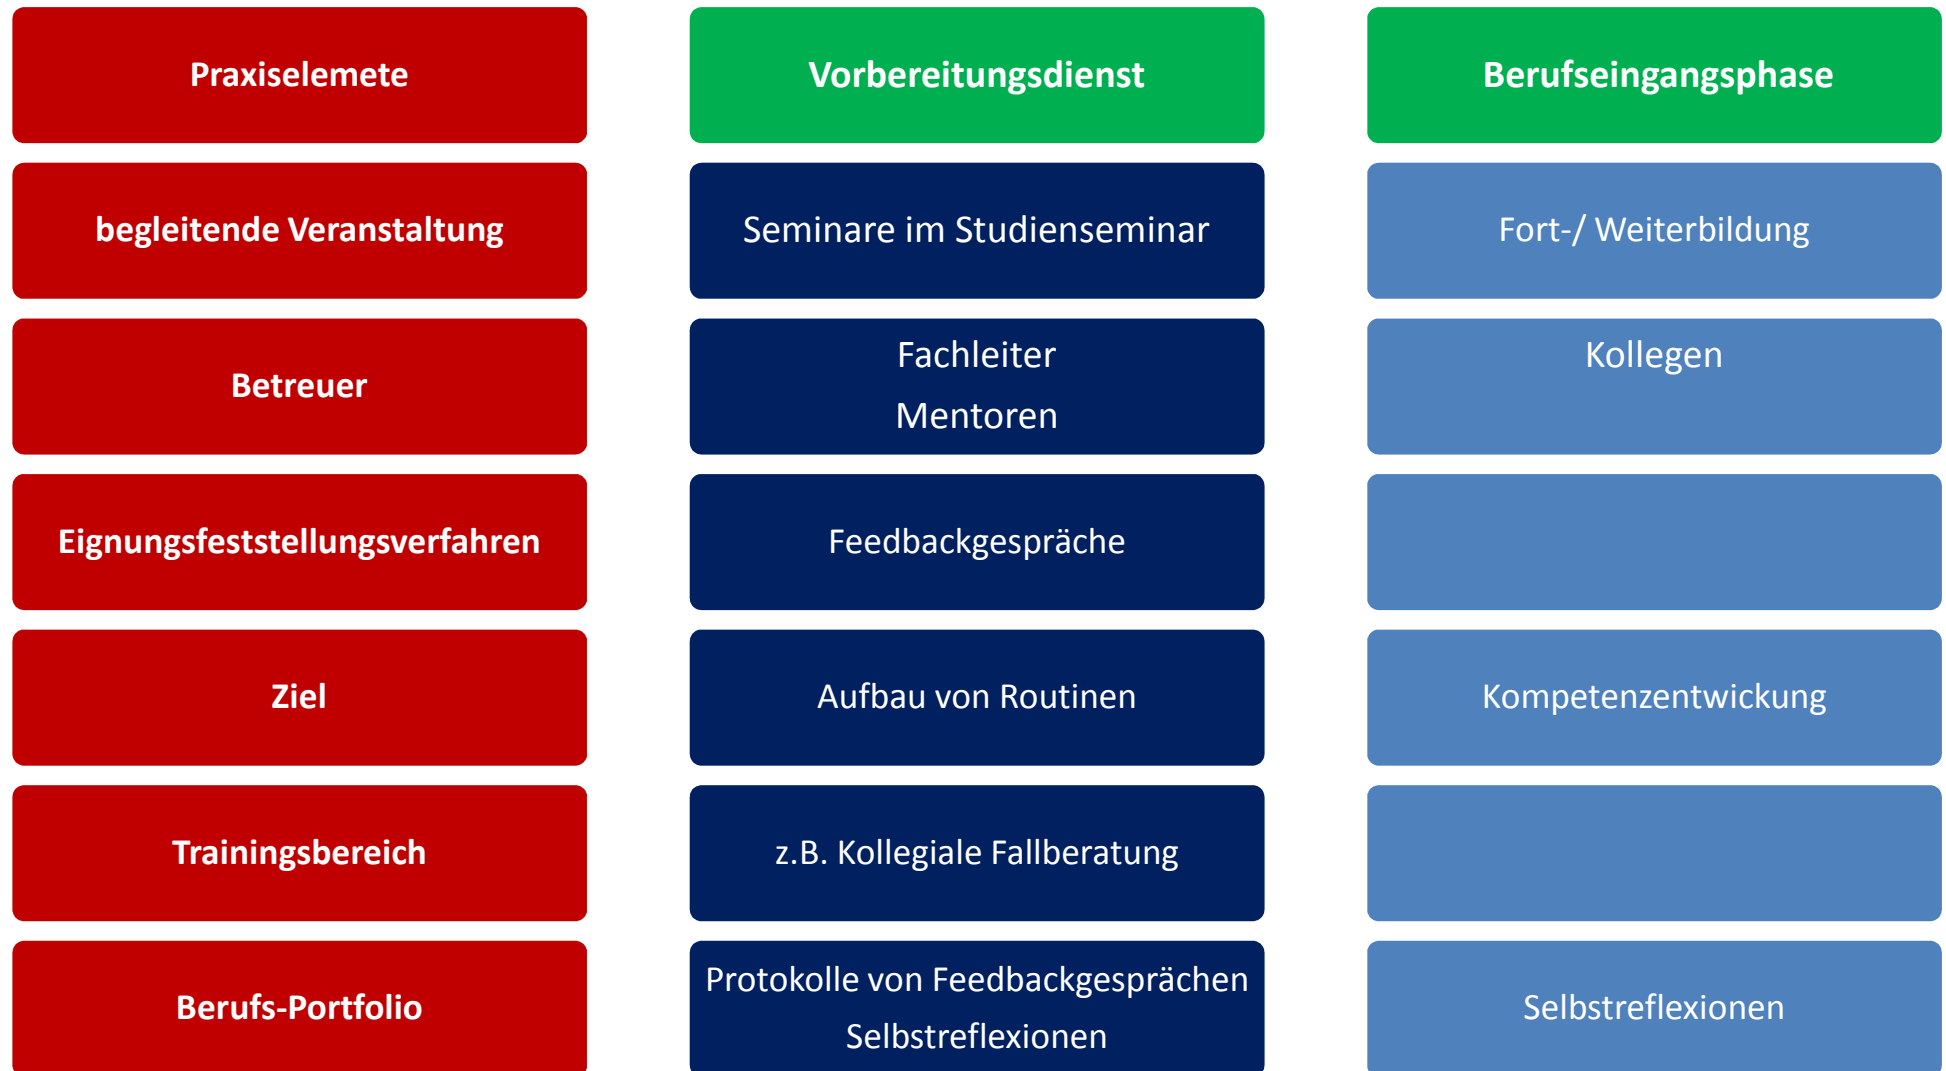 Praxiselemete
Vorbereitungsdienst
Berufseingangsphase
begleitende Veranstaltung
Seminare im Studienseminar
Fort-/ Weiterbildung
Betreuer
Fachleiter
Mentoren
Kollegen
Eignungsfeststellungsverfahren
Feedbackgespräche
Ziel
Aufbau von Routinen
Kompetenzentwickung
Trainingsbereich
z.B. Kollegiale Fallberatung
Berufs-Portfolio
Protokolle von Feedbackgesprächen
Selbstreflexionen
Selbstreflexionen